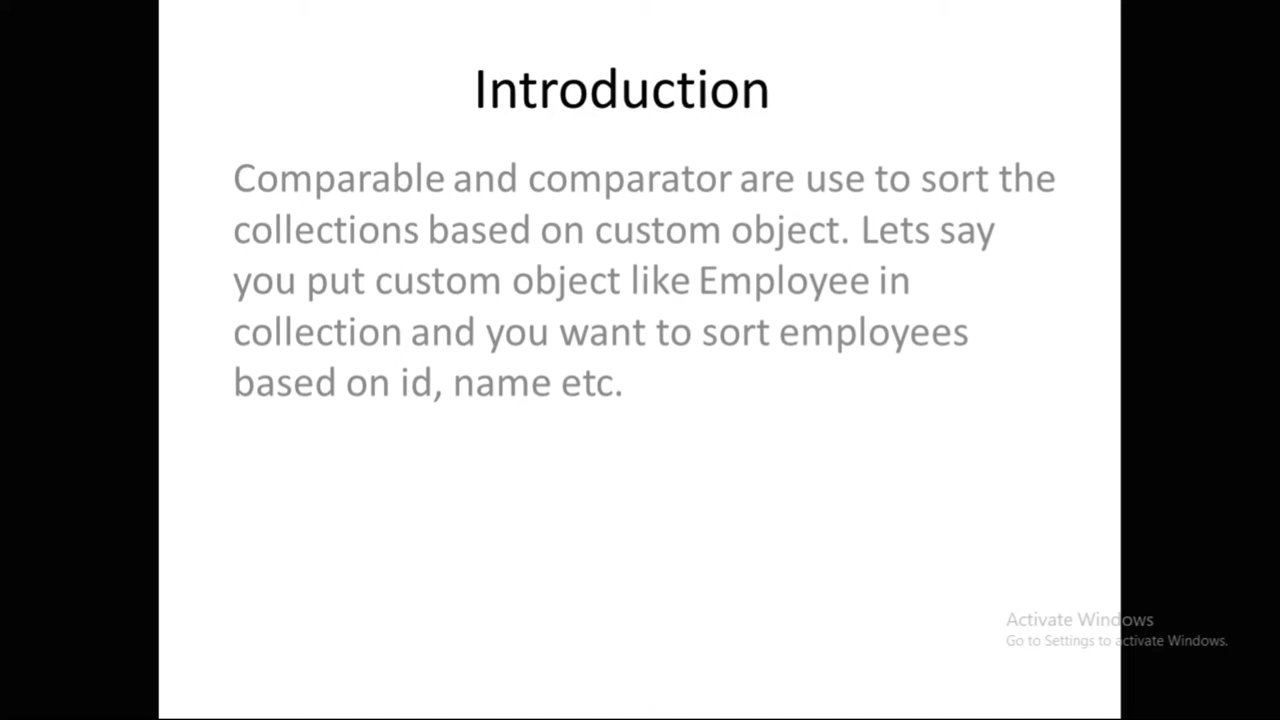 Introduction
Comparable and comparator are use to sort the
collections based on custom object. Lets say
you put custom object like Employee in
collection and you want to sort employees
based on id, name etc.
Activate Windows
Go to Settings to activate Windows.